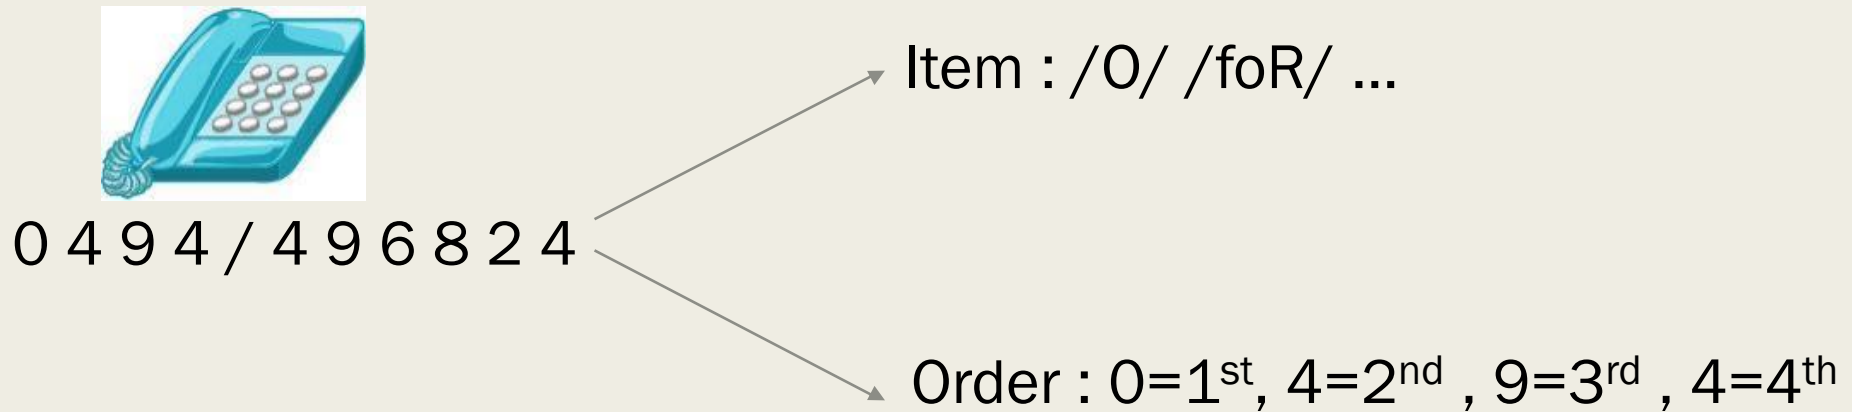 Item : /O/ /foR/ ...
0 4 9 4 / 4 9 6 8 2 4
Order : 0=1st, 4=2nd , 9=3rd , 4=4th